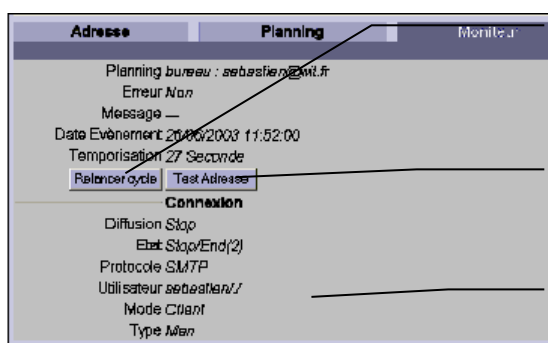 Adresse Planning Moniteur
Planning bureau : sebastien@wit.fr
Erreur Non
Message ---
Date Evènement 26/06/2003 11:52:00
Temporisation 27 Seconde
Relancer cycle Test Adresse
Connexion
Diffusion Stop
Etat Stop/End(2)
Protocole SMTP
Utilisateur sebastien/./
Mode Client
Type Men